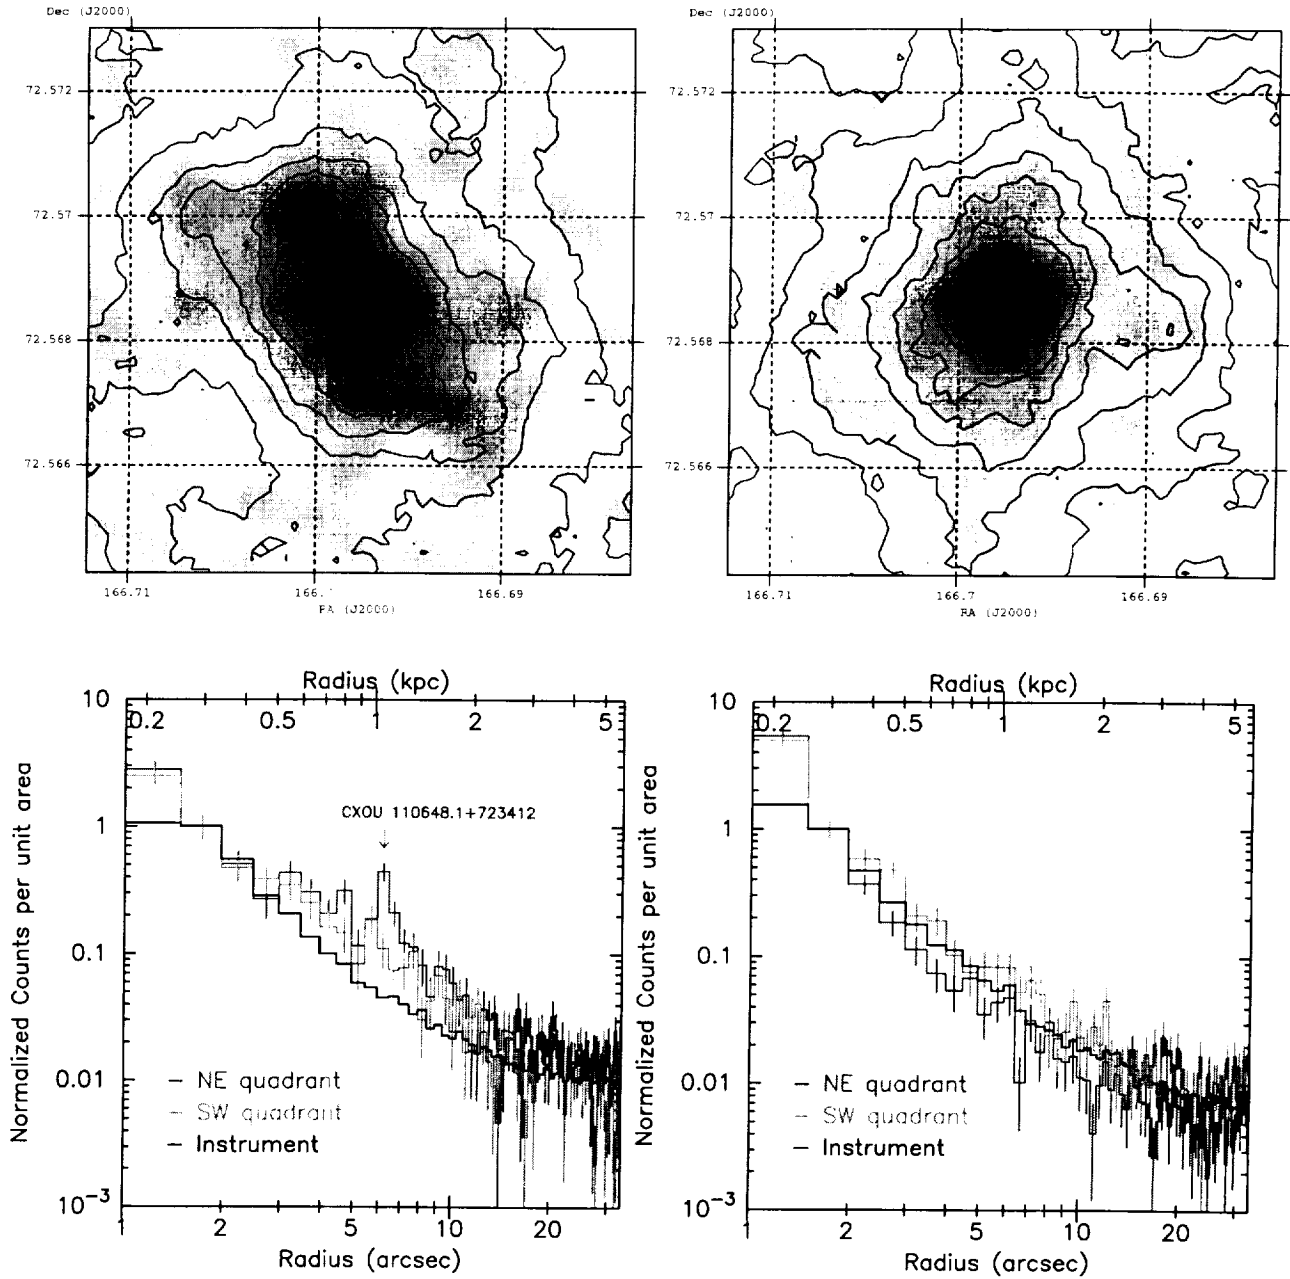 Dec (J2000)
72.572
72.57
72.568
72.566
166.71
166.
166.69
RA (J2000)
Dec (J2000)
72.572
72.57
72.568
72.566
166.71
166.7
166.69
RA (J2000)
Radius (kpc)
0.2 0.5 1 2 5
10
1
0.1
0.01
10−3
Normalized Counts per unit area
CXOU 110648.1+723412
NE quadrant
SW quadrant
Instrument
1 2 5 10 20
Radius (arcsec)
Radius (kpc)
0.2 0.5 1 2 5
10
1
0.1
0.01
10−3
Normalized Counts per unit area
NE quadrant
SW quadrant
Instrument
1 2 5 10 20
Radius (arcsec)